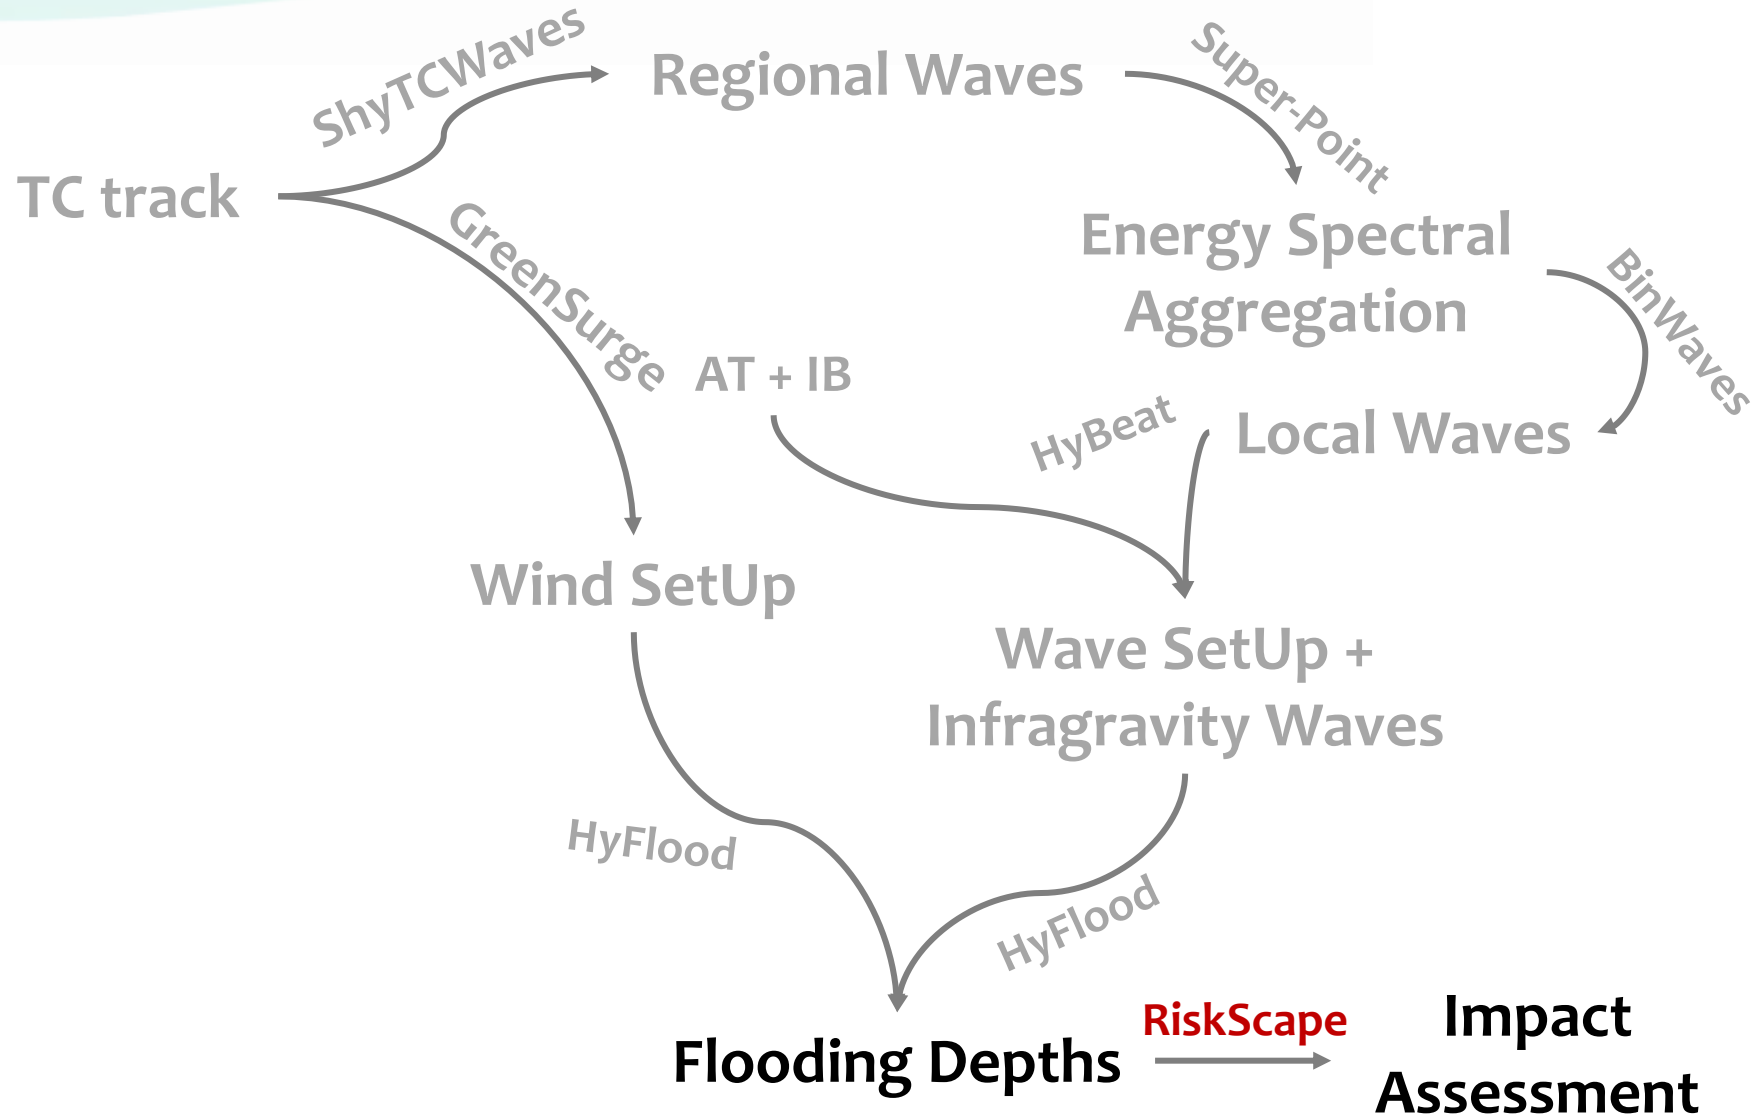 ShyTCWaves
Regional Waves
Super-Point
TC track
GreenSurge
Energy Spectral
Aggregation
BinWaves
AT + IB
HyBeat
Local Waves
Wind SetUp
Wave SetUp +
Infragravity Waves
HyFlood
HyFlood
Flooding Depths
RiskScape
Impact
Assessment